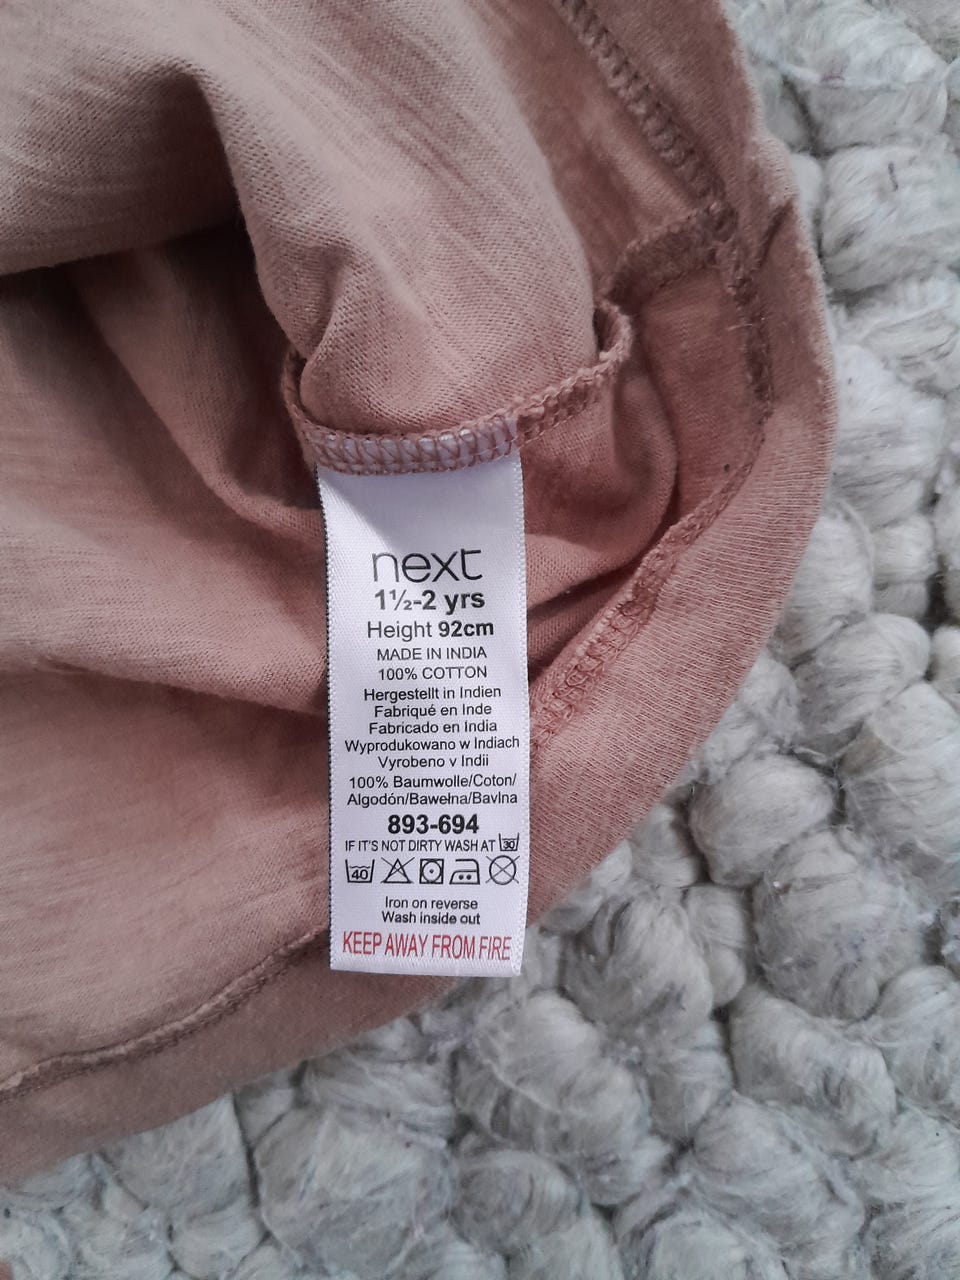 next
1½-2 yrs
Height 92cm
MADE IN INDIA
100% COTTON
Hergestellt in Indien
Fabriqué en Inde
Fabricado en India
Wyprodukowano w Indiach
Vyrobeno v Indii
100% Baumwolle/Coton/
Algodón/Bawełna/Bavlna
893-694
IF IT'S NOT DIRTY WASH AT 30
40
Iron on reverse
Wash inside out
KEEP AWAY FROM FIRE